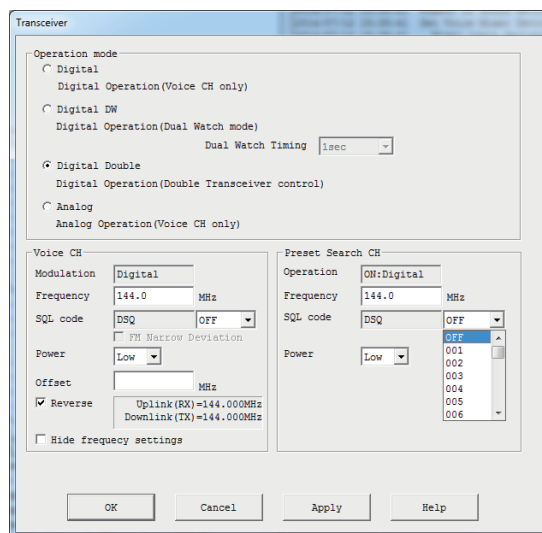 Transceiver
Operation mode
Digital
Digital Operation(Voice CH only)
Digital DW
Digital Operation(Dual Watch mode)
Dual Watch Timing 1sec
Digital Double
Digital Operation(Double Transceiver control)
Analog
Analog Operation(Voice CH only)
Voice CH
Modulation Digital
Frequency 144.0 MHz
SQL code DSQ OFF
FM Narrow Deviation
Power Low
Offset MHz
Reverse Uplink(RX)=144.000MHz
Downlink(TX)=144.000MHz
Hide frequecy settings
Preset Search CH
Operation ON:Digital
Frequency 144.0 MHz
SQL code DSQ OFF
OFF
001
Power Low
002
003
004
005
006
OK Cancel Apply Help